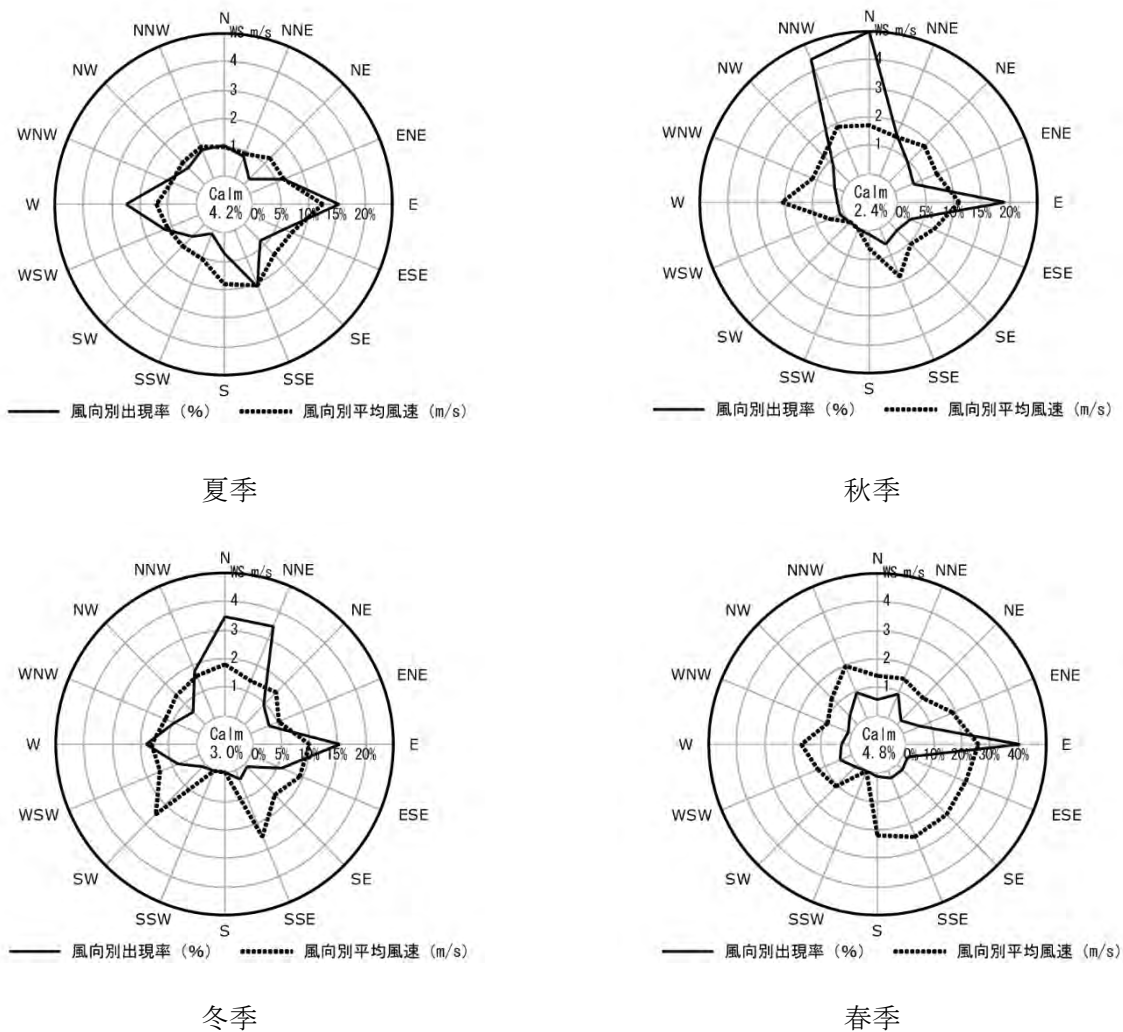 N
WS m/s
NNW
NNE
NW
NE
WNW
ENE
W
E
WSW
ESE
SW
SE
SSW
SSE
S
4
3
2
1
Calm
4.2%
0% 5% 10% 15% 20%
風向別出現率 (%) 風向別平均風速 (m/s)
夏季
N
WS m/s
NNW
NNE
NW
NE
WNW
ENE
W
E
WSW
ESE
SW
SE
SSW
SSE
S
4
3
2
1
Calm
2.4%
0% 5% 10% 15% 20%
風向別出現率 (%) 風向別平均風速 (m/s)
秋季
N
WS m/s
NNW
NNE
NW
NE
WNW
ENE
W
E
WSW
ESE
SW
SE
SSW
SSE
S
4
3
2
1
Calm
3.0%
0% 5% 10% 15% 20%
風向別出現率 (%) 風向別平均風速 (m/s)
冬季
N
WS m/s
NNW
NNE
NW
NE
WNW
ENE
W
E
WSW
ESE
SW
SE
SSW
SSE
S
4
3
2
1
Calm
4.8%
0% 10% 20% 30% 40%
風向別出現率 (%) 風向別平均風速 (m/s)
春季